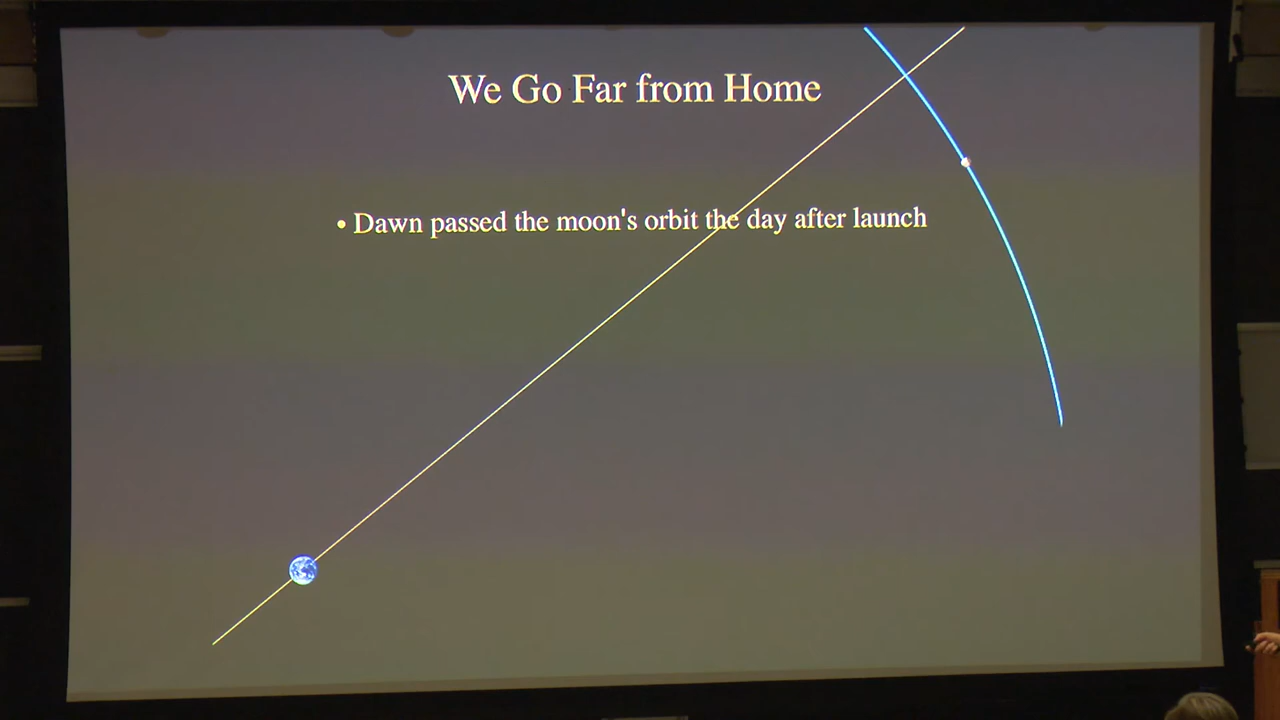 We Go Far from Home
• Dawn passed the moon's orbit the day after launch